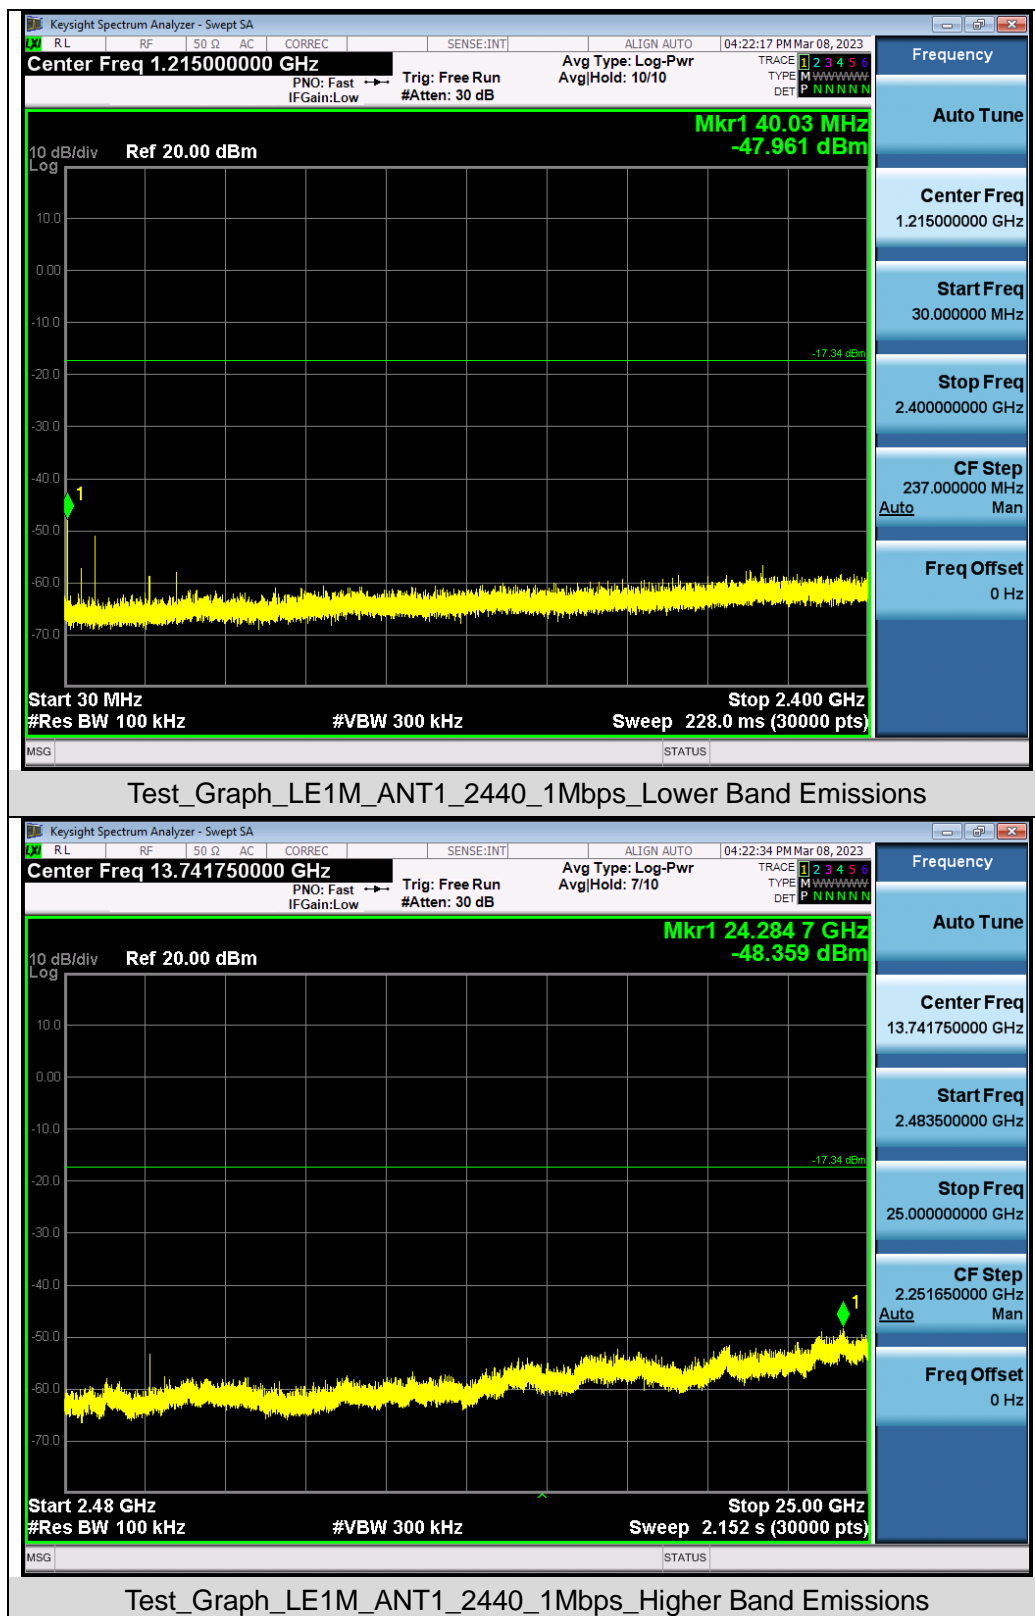 Keysight Spectrum Analyzer - Swept SA
LXI RL RF 50 Ω AC CORREC SENSE:INT ALIGN AUTO 04:22:17 PM Mar 08, 2023
Center Freq 1.215000000 GHz
PNO: Fast
IFGain:Low
Trig: Free Run
#Atten: 30 dB
Avg Type: Log-Pwr
Avg|Hold: 10/10
TRACE 1 2 3 4 5 6
TYPE M WWWWW
DET P N N N N N
Mkr1 40.03 MHz
-47.961 dBm
10 dB/div Ref 20.00 dBm
Log
10.0
0.00
-10.0
-17.34 dBm
-20.0
-30.0
-40.0
1
-50.0
-60.0
-70.0
Start 30 MHz Stop 2.400 GHz
#Res BW 100 kHz #VBW 300 kHz Sweep 228.0 ms (30000 pts)
MSG STATUS
Frequency
Auto Tune
Center Freq
1.215000000 GHz
Start Freq
30.000000 MHz
Stop Freq
2.400000000 GHz
CF Step
237.000000 MHz
Auto Man
Freq Offset
0 Hz
Test_Graph_LE1M_ANT1_2440_1Mbps_Lower Band Emissions
Keysight Spectrum Analyzer - Swept SA
LXI RL RF 50 Ω AC CORREC SENSE:INT ALIGN AUTO 04:22:34 PM Mar 08, 2023
Center Freq 13.741750000 GHz
PNO: Fast
IFGain:Low
Trig: Free Run
#Atten: 30 dB
Avg Type: Log-Pwr
Avg|Hold: 7/10
TRACE 1 2 3 4 5 6
TYPE M WWWWW
DET P N N N N N
Mkr1 24.284 7 GHz
-48.359 dBm
10 dB/div Ref 20.00 dBm
Log
10.0
0.00
-10.0
-17.34 dBm
-20.0
-30.0
-40.0
1
-50.0
-60.0
-70.0
Start 2.48 GHz Stop 25.00 GHz
#Res BW 100 kHz #VBW 300 kHz Sweep 2.152 s (30000 pts)
MSG STATUS
Frequency
Auto Tune
Center Freq
13.741750000 GHz
Start Freq
2.483500000 GHz
Stop Freq
25.000000000 GHz
CF Step
2.251650000 GHz
Auto Man
Freq Offset
0 Hz
Test_Graph_LE1M_ANT1_2440_1Mbps_Higher Band Emissions